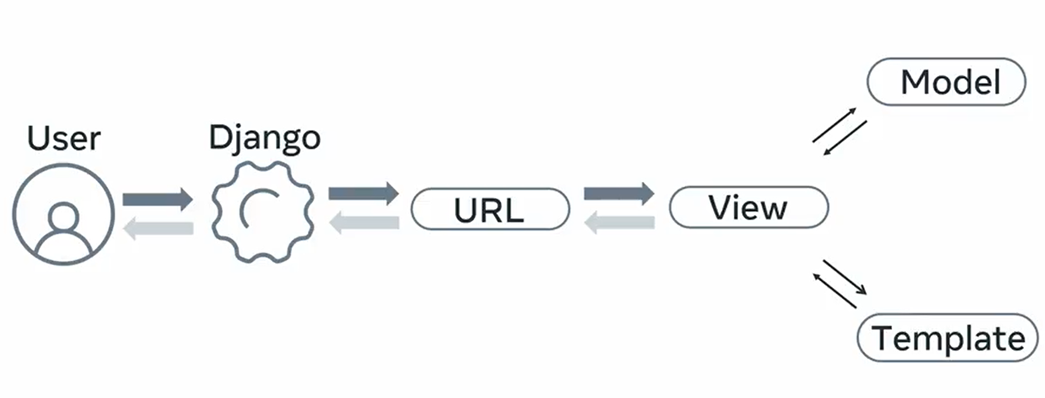 User
Django
URL
View
Model
Template